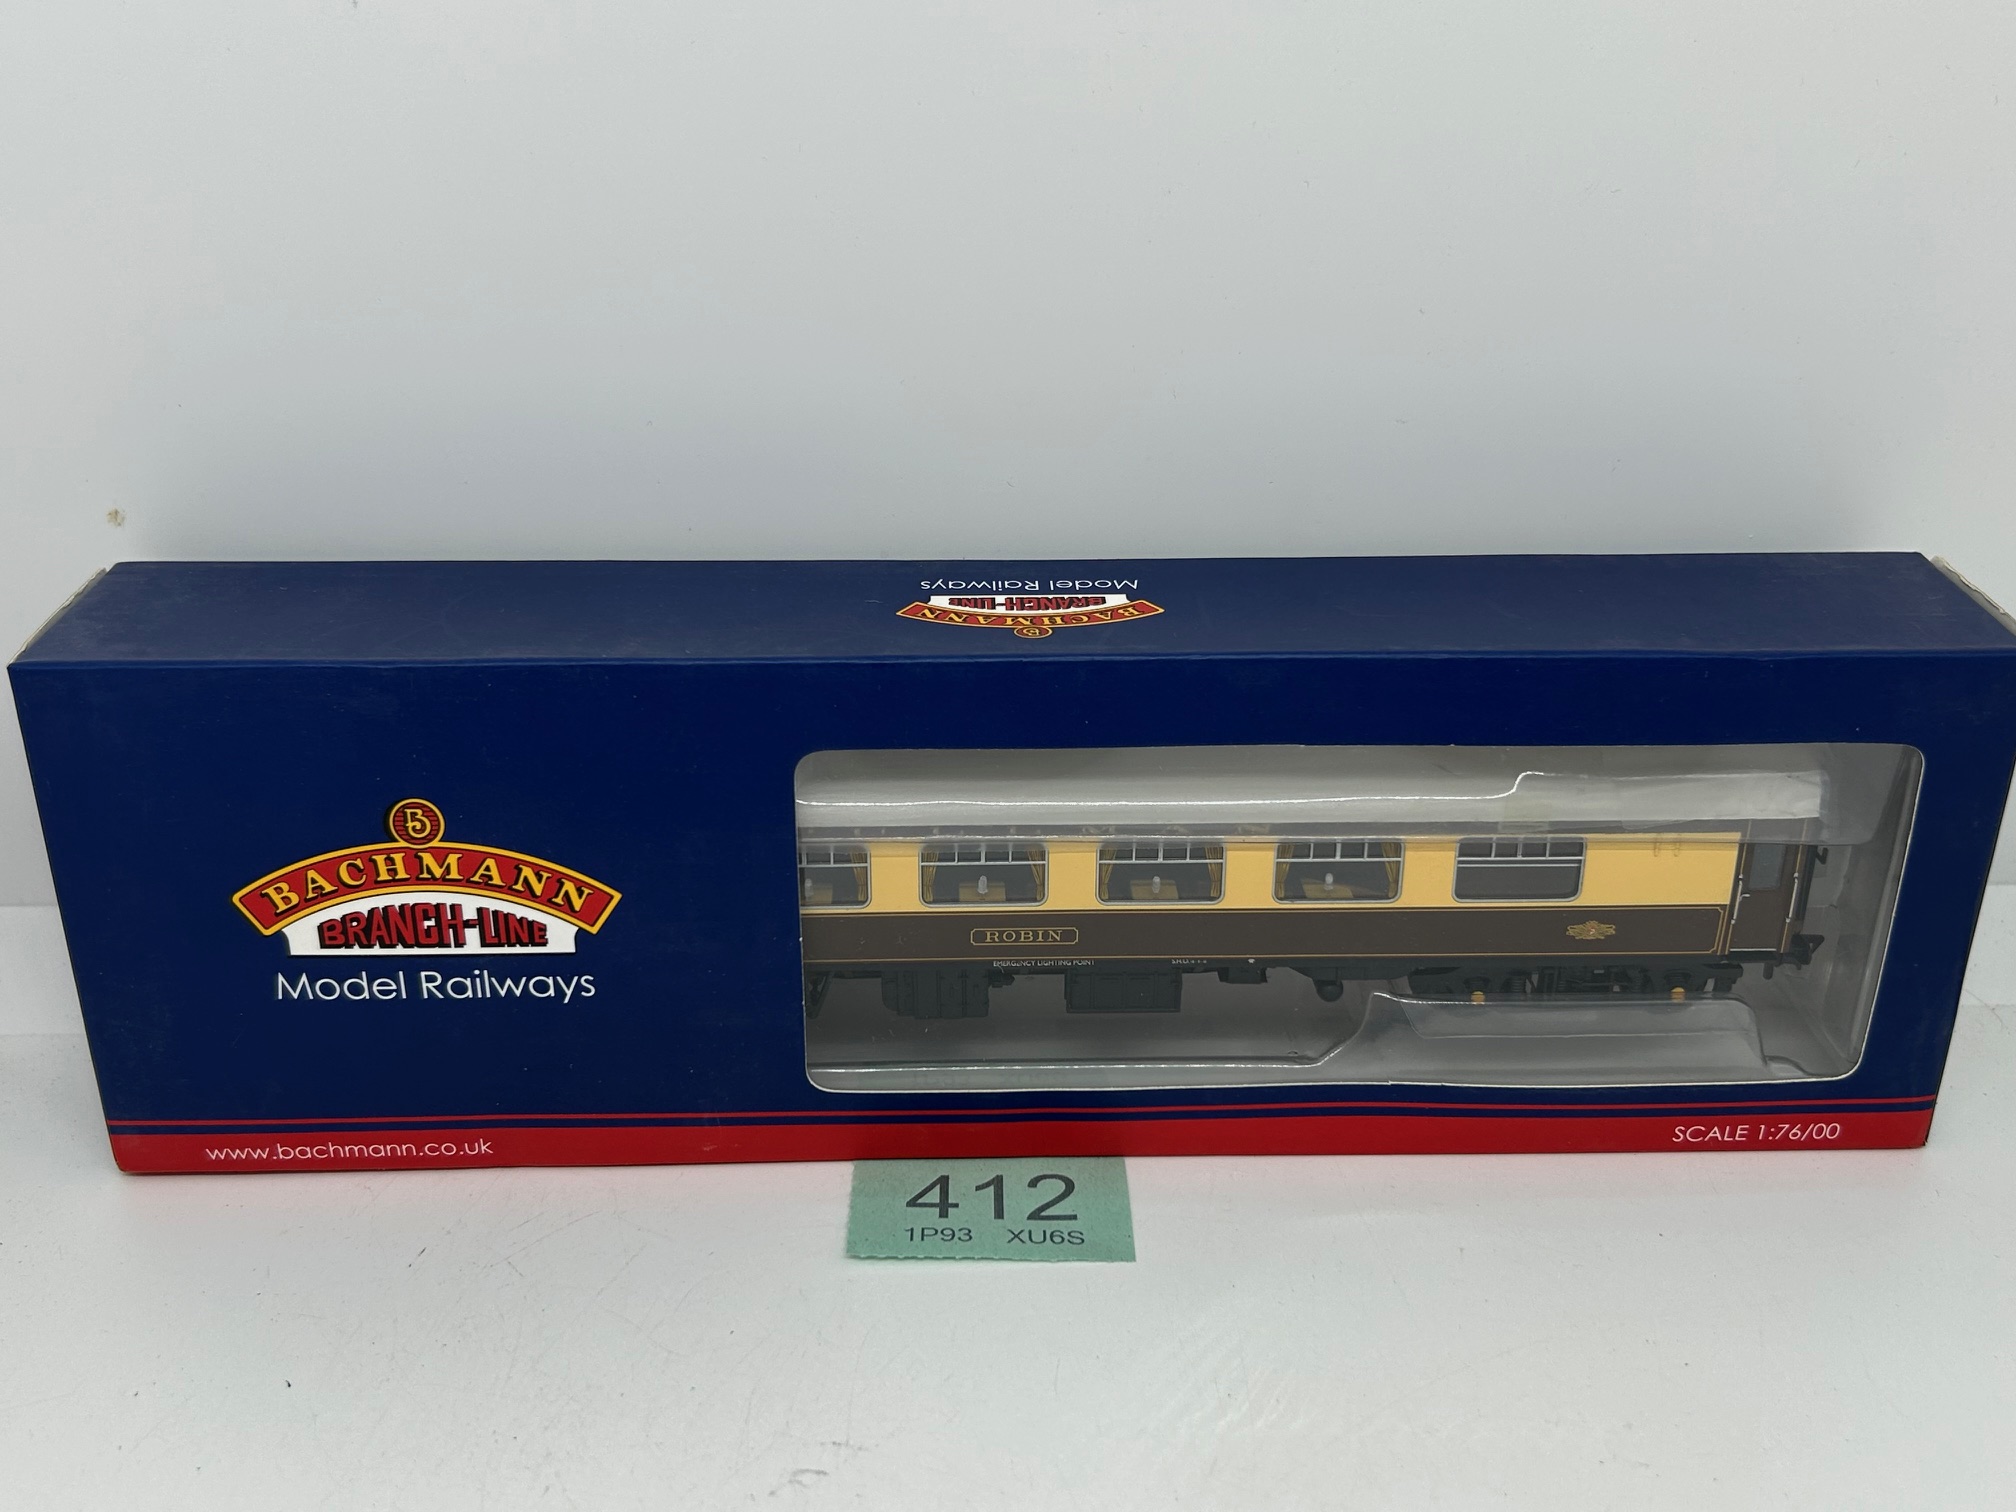 Model Railways
BRANCH-LINE
BACHMANN
B
B
BACHMANN
BRANCH-LINE
Model Railways
ROBIN
EMERGENCY LIGHTING POINT
www.bachmann.co.uk
SCALE 1:76/00
412
1P93 XU6S